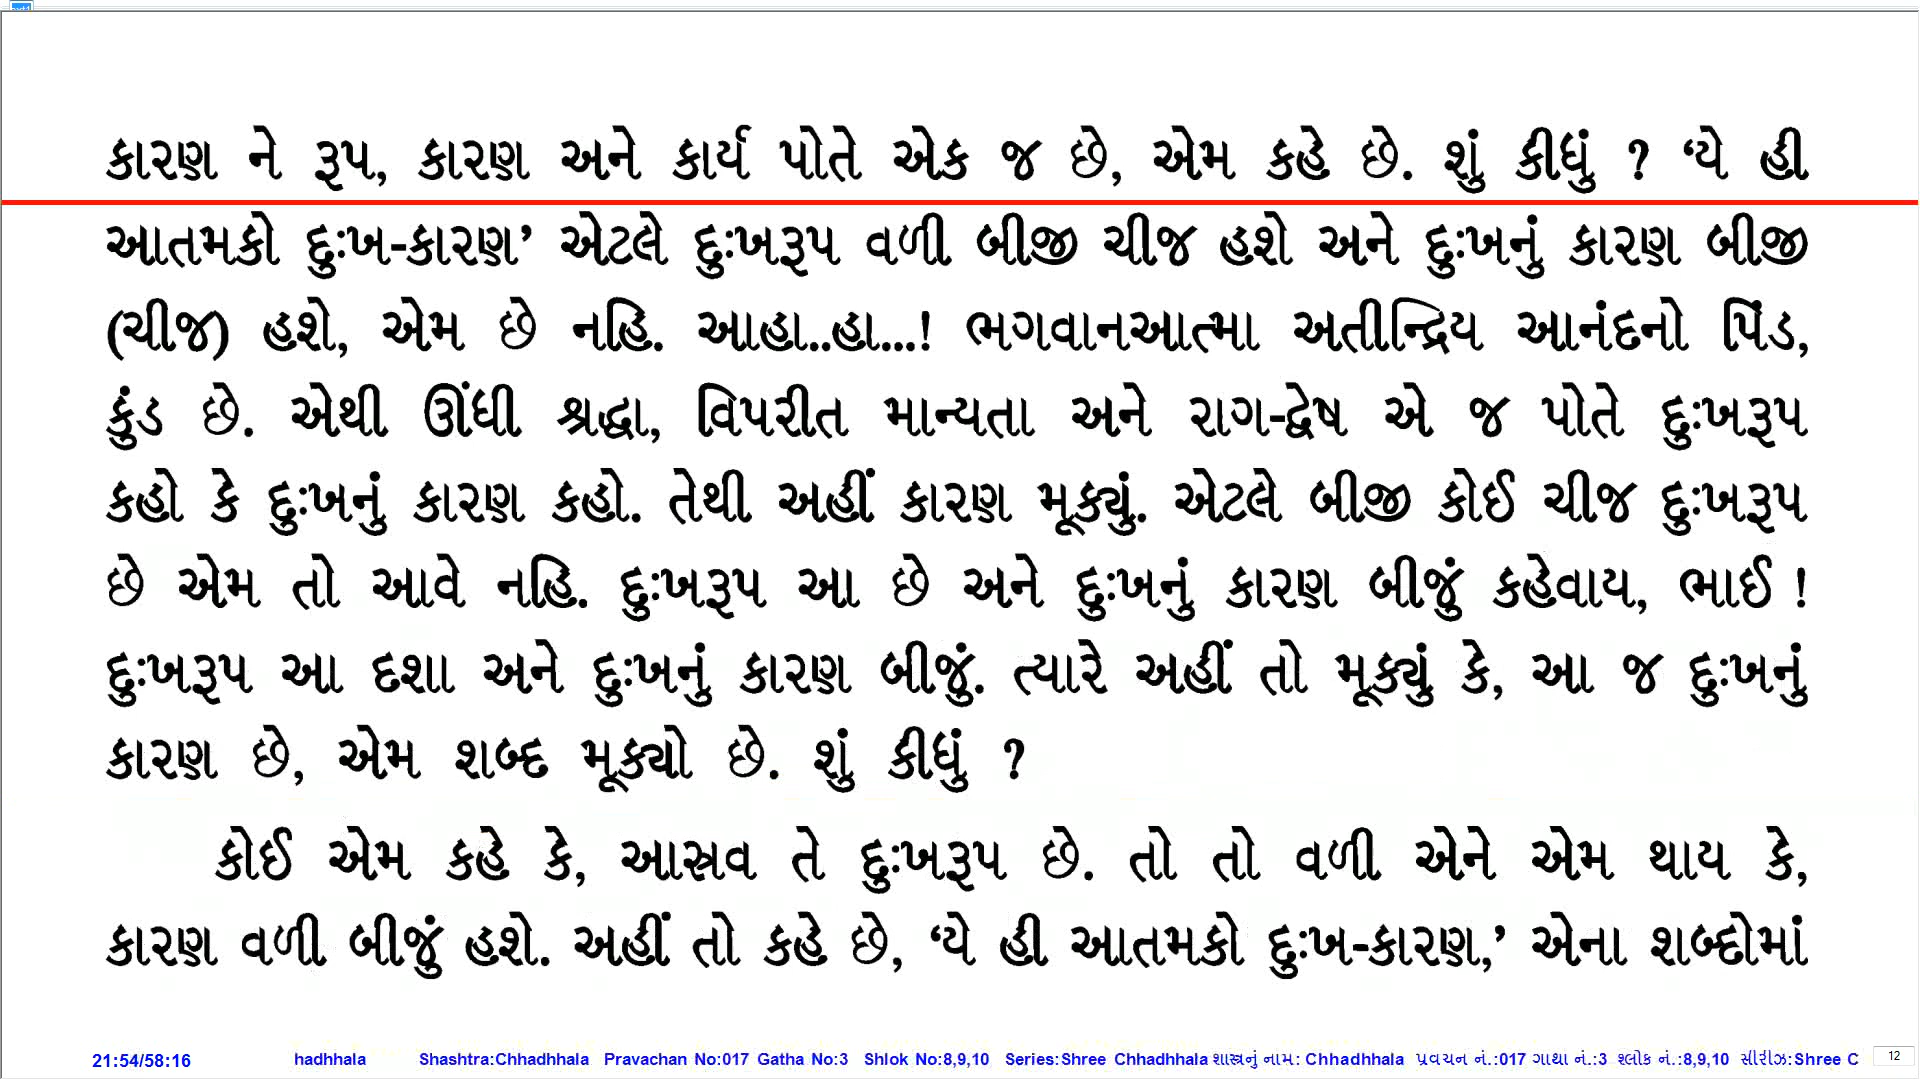 કારણ ને રૂપ, કારણ અને કાર્ય પોતે એક જ છે, એમ કહે છે. શું કીધું ? ‘યે હી
આતમકો દુઃખ-કારણ’ એટલે દુઃખરૂપ વળી બીજી ચીજ હશે અને દુઃખનું કારણ બીજી
(ચીજ) હશે, એમ છે નહિ. આહા..હા...! ભગવાનઆત્મા અતીન્દ્રિય આનંદનો પિંડ,
કુંડ છે. એથી ઊંધી શ્રદ્ધા, વિપરીત માન્યતા અને રાગ-દ્વેષ એ જ પોતે દુઃખરૂપ
કહો કે દુઃખનું કારણ કહો. તેથી અહીં કારણ મૂક્યું. એટલે બીજી કોઈ ચીજ દુઃખરૂપ
છે એમ તો આવે નહિ. દુઃખરૂપ આ છે અને દુઃખનું કારણ બીજું કહેવાય, ભાઈ !
દુઃખરૂપ આ દશા અને દુઃખનું કારણ બીજું. ત્યારે અહીં તો મૂક્યું કે, આ જ દુઃખનું
કારણ છે, એમ શબ્દ મૂક્યો છે. શું કીધું ?
કોઈ એમ કહે કે, આસ્રવ તે દુઃખરૂપ છે. તો તો વળી એને એમ થાય કે,
કારણ વળી બીજું હશે. અહીં તો કહે છે, ‘યે હી આતમકો દુઃખ-કારણ,’ એના શબ્દોમાં
21:54/58:16 hadhhala Shashtra:Chhadhhala Pravachan No:017 Gatha No:3 Shlok No:8,9,10 Series:Shree Chhadhhala શાસ્ત્રનું નામ: Chhadhhala પ્રવચન નં.:017 ગાથા નં.:3 શ્લોક નં.:8,9,10 સીરીઝ:Shree C 12